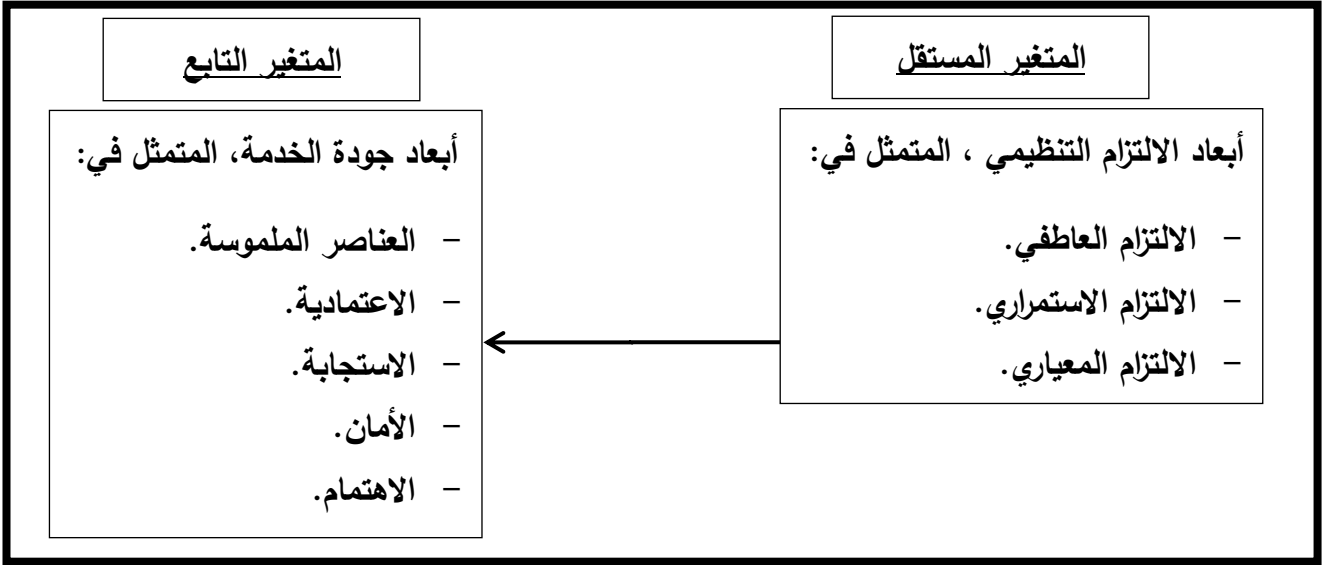 المتغير المستقل
أبعاد الالتزام التنظيمي ، المتمثل في:
- الالتزام العاطفي.
- الالتزام الاستمراري.
- الالتزام المعياري.
المتغير التابع
أبعاد جودة الخدمة، المتمثل في:
- العناصر الملموسة.
- الاعتمادية.
- الاستجابة.
- الأمان.
- الاهتمام.